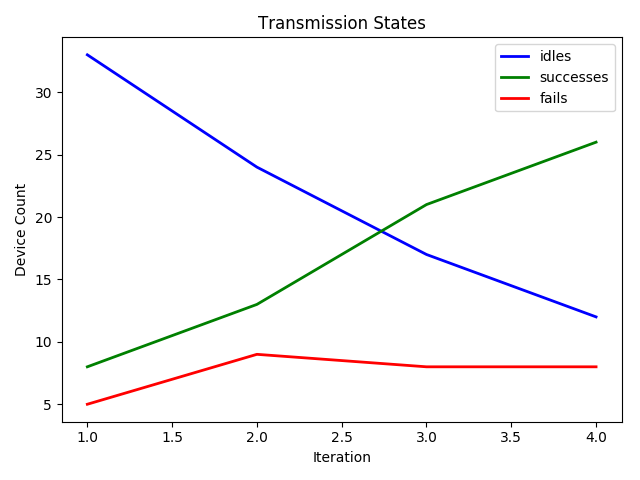 Transmission States
idles
successes
fails
Device Count
30
25
20
15
10
5
1.0 1.5 2.0 2.5 3.0 3.5 4.0
Iteration